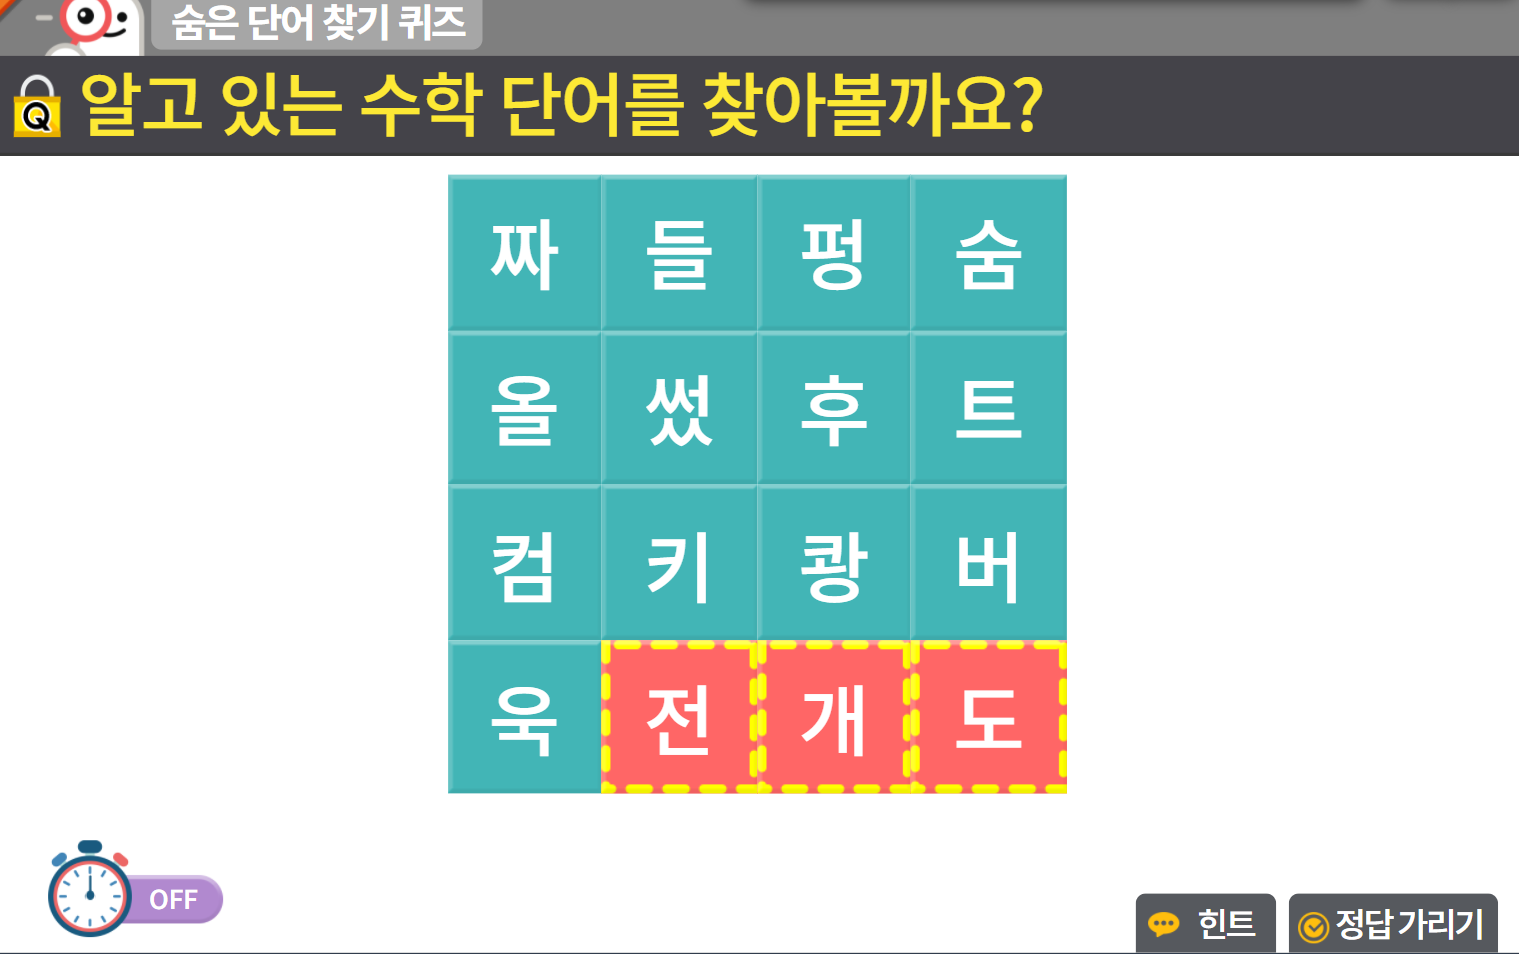 숨은 단어 찾기 퀴즈
Q 알고 있는 수학 단어를 찾아볼까요?
짜 들 펑 숨
올 썼 후 트
컴 키 쾅 버
욱 전 개 도
OFF
힌트 정답 가리기